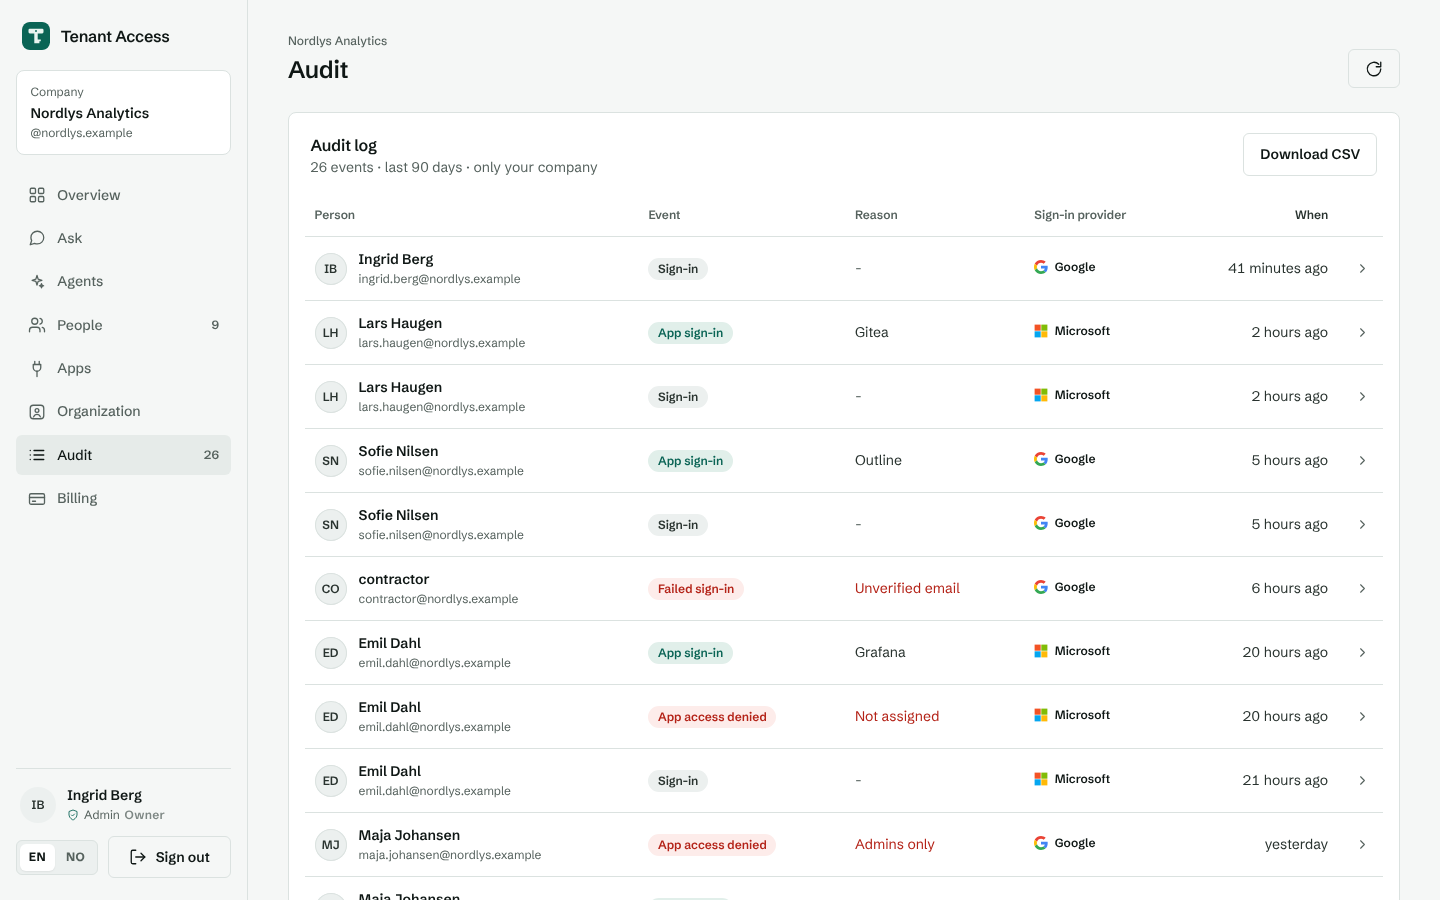 Tenant Access
Company
Nordlys Analytics
@nordlys.example
Overview
Ask
Agents
People 9
Apps
Organization
Audit 26
Billing
IB
Ingrid Berg
Admin Owner
EN NO
Sign out
Nordlys Analytics
Audit
Audit log
26 events · last 90 days · only your company
Download CSV
Person Event Reason Sign-in provider When
IB Ingrid Berg Sign-in - Google 41 minutes ago
ingrid.berg@nordlys.example
LH Lars Haugen App sign-in Gitea Microsoft 2 hours ago
lars.haugen@nordlys.example
LH Lars Haugen Sign-in - Microsoft 2 hours ago
lars.haugen@nordlys.example
SN Sofie Nilsen App sign-in Outline Google 5 hours ago
sofie.nilsen@nordlys.example
SN Sofie Nilsen Sign-in - Google 5 hours ago
sofie.nilsen@nordlys.example
CO contractor Failed sign-in Unverified email Google 6 hours ago
contractor@nordlys.example
ED Emil Dahl App sign-in Grafana Microsoft 20 hours ago
emil.dahl@nordlys.example
ED Emil Dahl App access denied Not assigned Microsoft 20 hours ago
emil.dahl@nordlys.example
ED Emil Dahl Sign-in - Microsoft 21 hours ago
emil.dahl@nordlys.example
MJ Maja Johansen App access denied Admins only Google yesterday
maja.johansen@nordlys.example
Maja Johansen